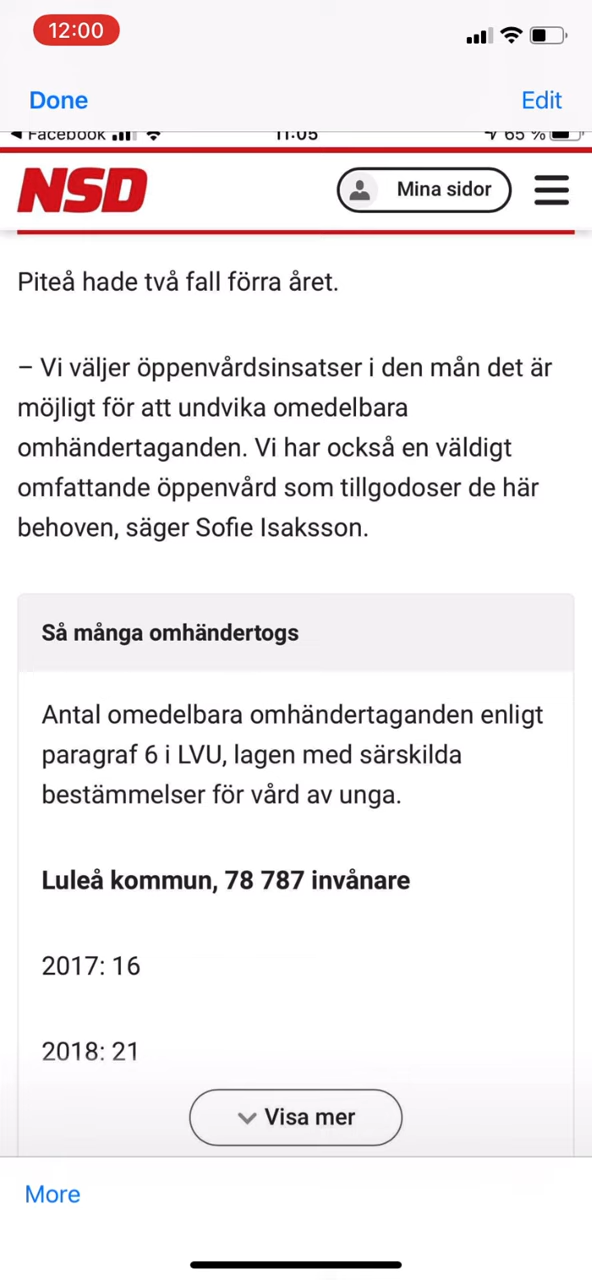 12:00
Done
Edit
Facebook
11:05
65 %
NSD
Mina sidor
Piteå hade två fall förra året.
– Vi väljer öppenvårdsinsatser i den mån det är
möjligt för att undvika omedelbara
omhändertaganden. Vi har också en väldigt
omfattande öppenvård som tillgodoser de här
behoven, säger Sofie Isaksson.
Så många omhändertogs
Antal omedelbara omhändertaganden enligt
paragraf 6 i LVU, lagen med särskilda
bestämmelser för vård av unga.
Luleå kommun, 78 787 invånare
2017: 16
2018: 21
Visa mer
More